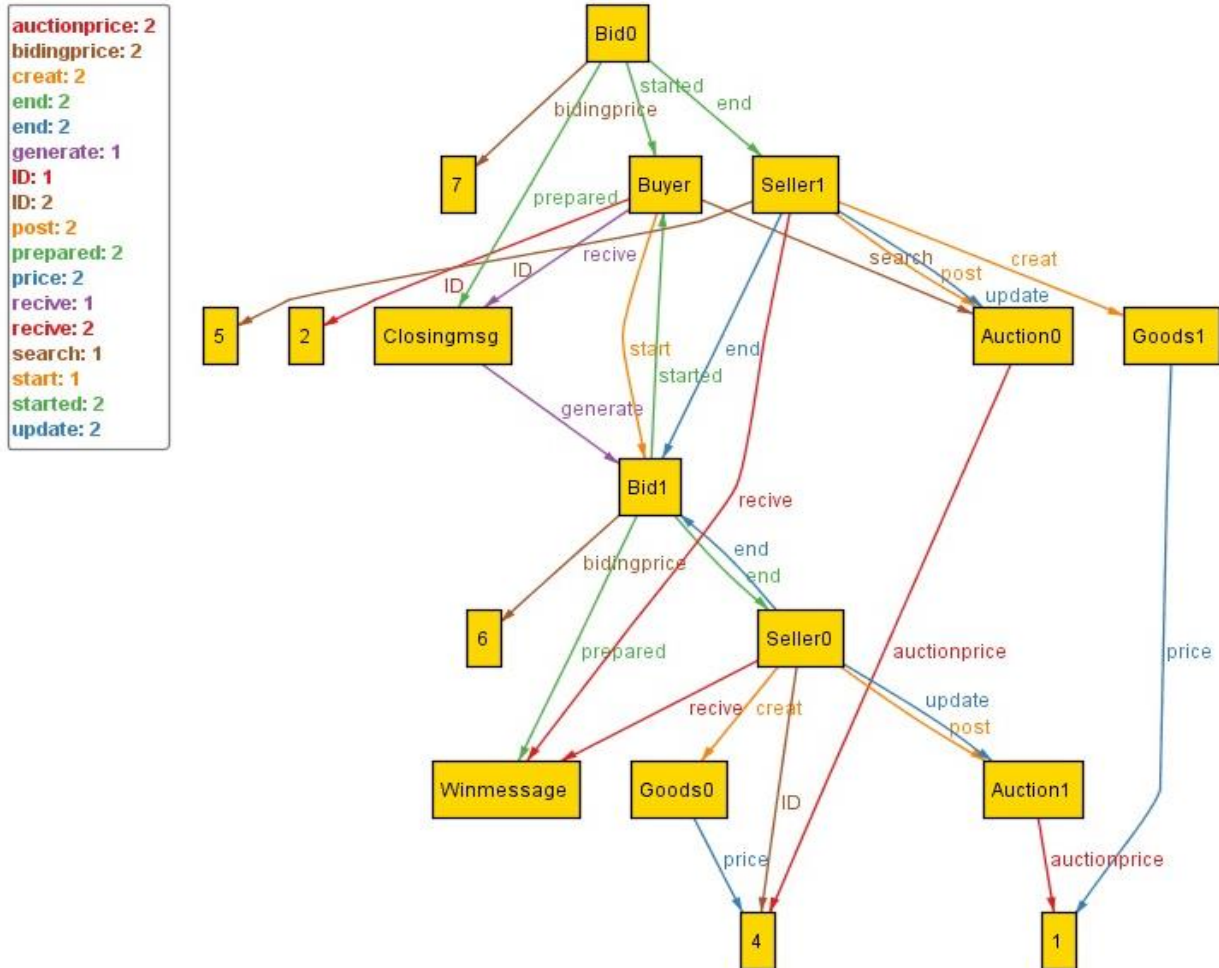 auctionprice: 2
bidingprice: 2
creat: 2
end: 2
end: 2
generate: 1
ID: 1
ID: 2
post: 2
prepared: 2
price: 2
recive: 1
recive: 2
search: 1
start: 1
started: 2
update: 2
Bid0
started
end
bidingprice
7
Buyer
Seller1
prepared
search
recive
ID
ID
post
creat
update
5
2
Closingmsg
Auction0
Goods1
start
end
started
generate
Bid1
recive
end
bidingprice
end
6
Seller0
prepared
auctionprice
price
update
recive
creat
post
Winmessage
Goods0
Auction1
ID
price
auctionprice
4
1